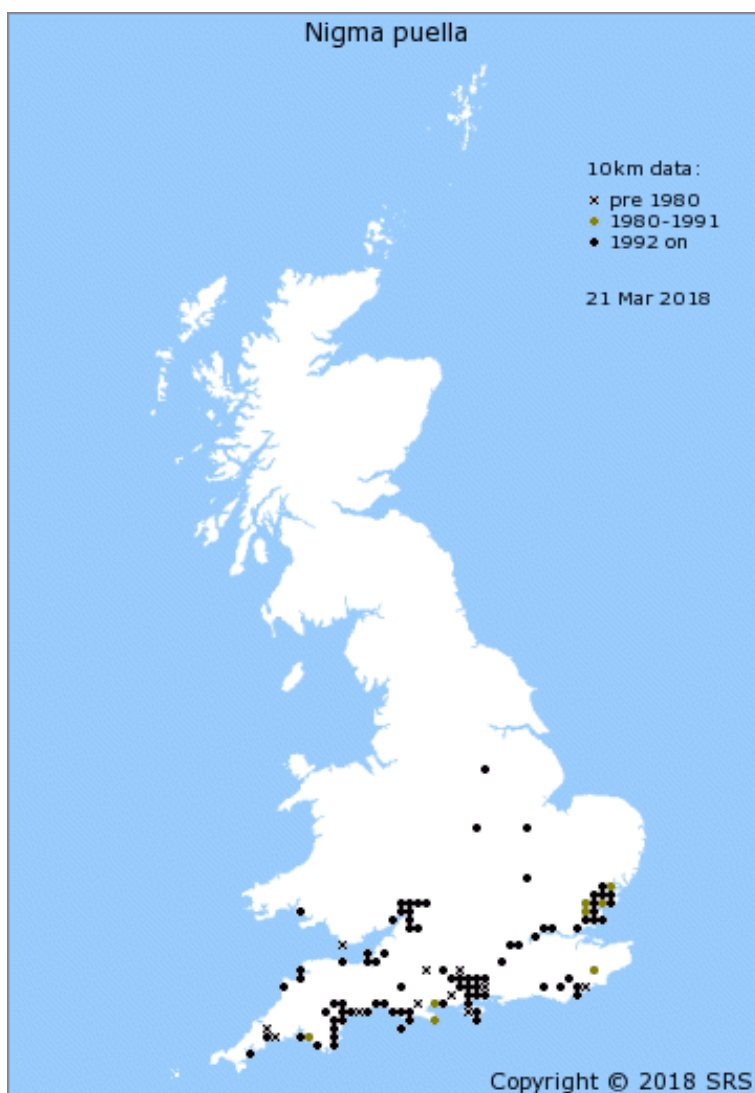 Nigma puella
10km data:
× pre 1980
1980-1991
1992 on
21 Mar 2018
Copyright © 2018 SRS